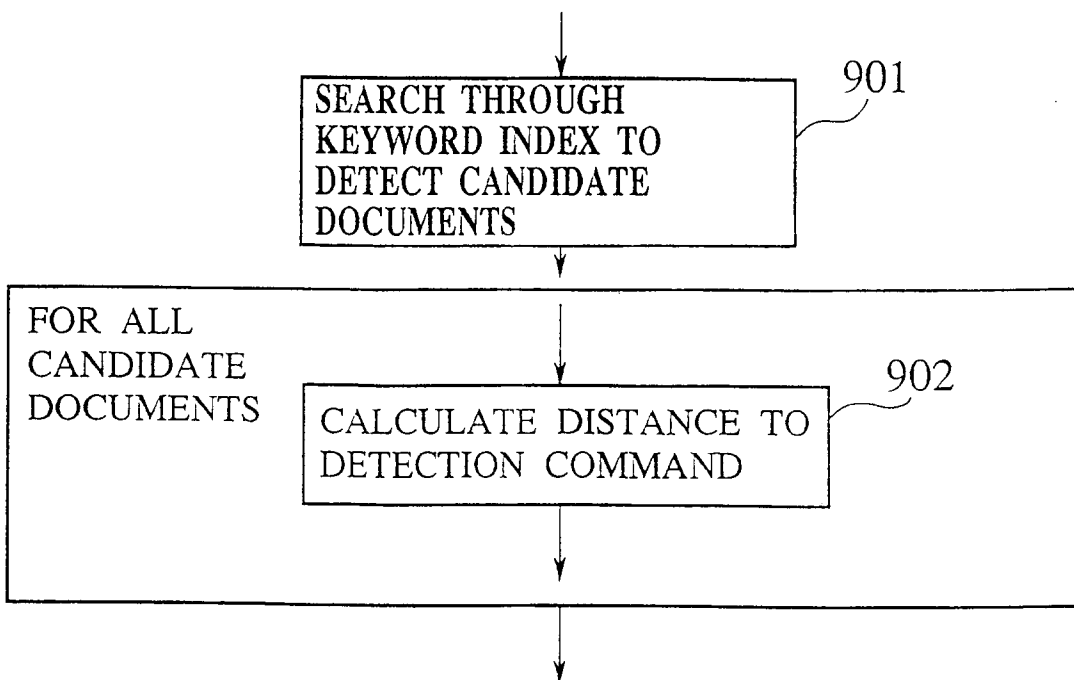 901
SEARCH THROUGH
KEYWORD INDEX TO
DETECT CANDIDATE
DOCUMENTS
FOR ALL
CANDIDATE
DOCUMENTS
902
CALCULATE DISTANCE TO
DETECTION COMMAND